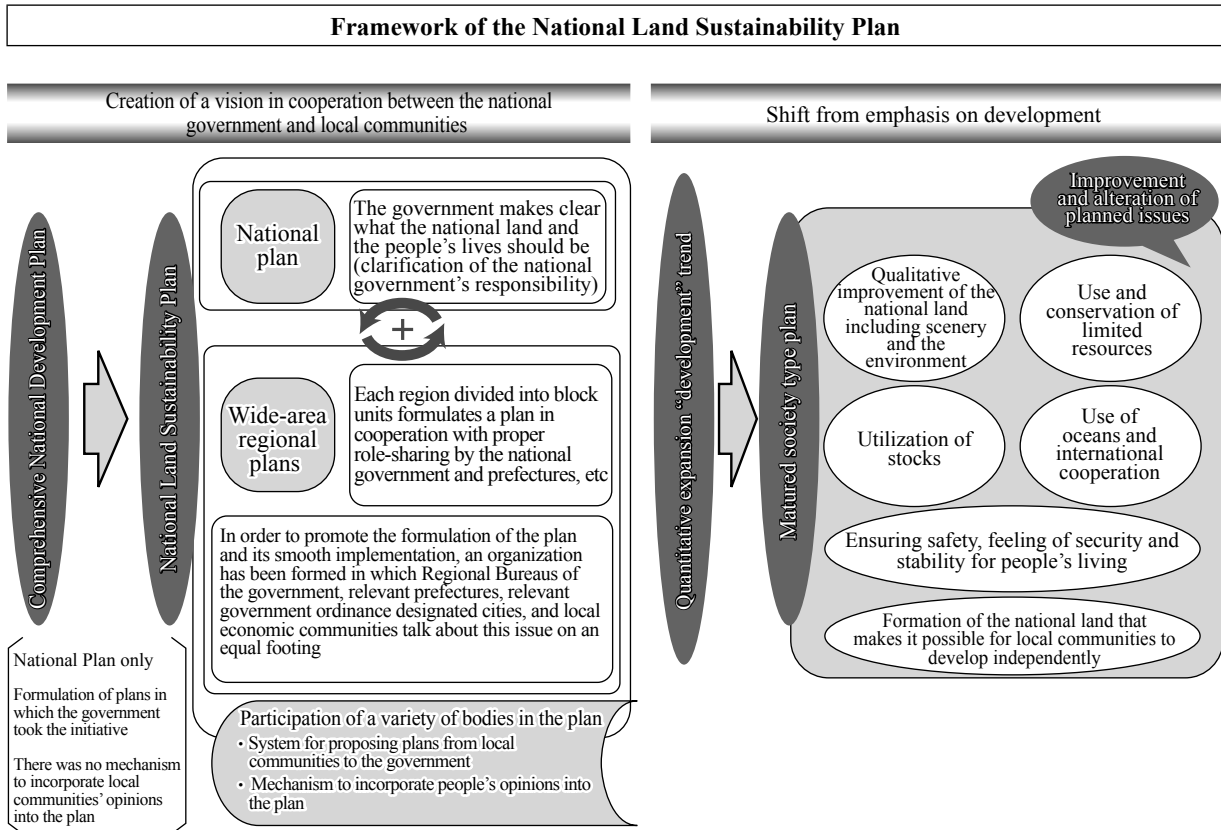 Framework of the National Land Sustainability Plan
Creation of a vision in cooperation between the national
government and local communities
Comprehensive National Development Plan
National Land Sustainability Plan
National
plan
The government makes clear
what the national land and
the people's lives should be
(clarification of the national
government's responsibility)
+
Wide-area
regional
plans
Each region divided into block
units formulates a plan in
cooperation with proper
role-sharing by the national
government and prefectures, etc
In order to promote the formulation of the plan
and its smooth implementation, an organization
has been formed in which Regional Bureaus of
the government, relevant prefectures, relevant
government ordinance designated cities, and local
economic communities talk about this issue on an
equal footing
National Plan only
Formulation of plans in
which the government
took the initiative
There was no mechanism
to incorporate local
communities' opinions
into the plan
Participation of a variety of bodies in the plan
・System for proposing plans from local
communities to the government
・Mechanism to incorporate people's opinions into
the plan
Shift from emphasis on development
Quantitative expansion "development" trend
Matured society type plan
Improvement
and alteration of
planned issues
Qualitative
improvement of the
national land
including scenery
and the
environment
Use and
conservation of
limited
resources
Utilization of
stocks
Use of
oceans and
international
cooperation
Ensuring safety, feeling of security and
stability for people's living
Formation of the national land that
makes it possible for local communities to
develop independently